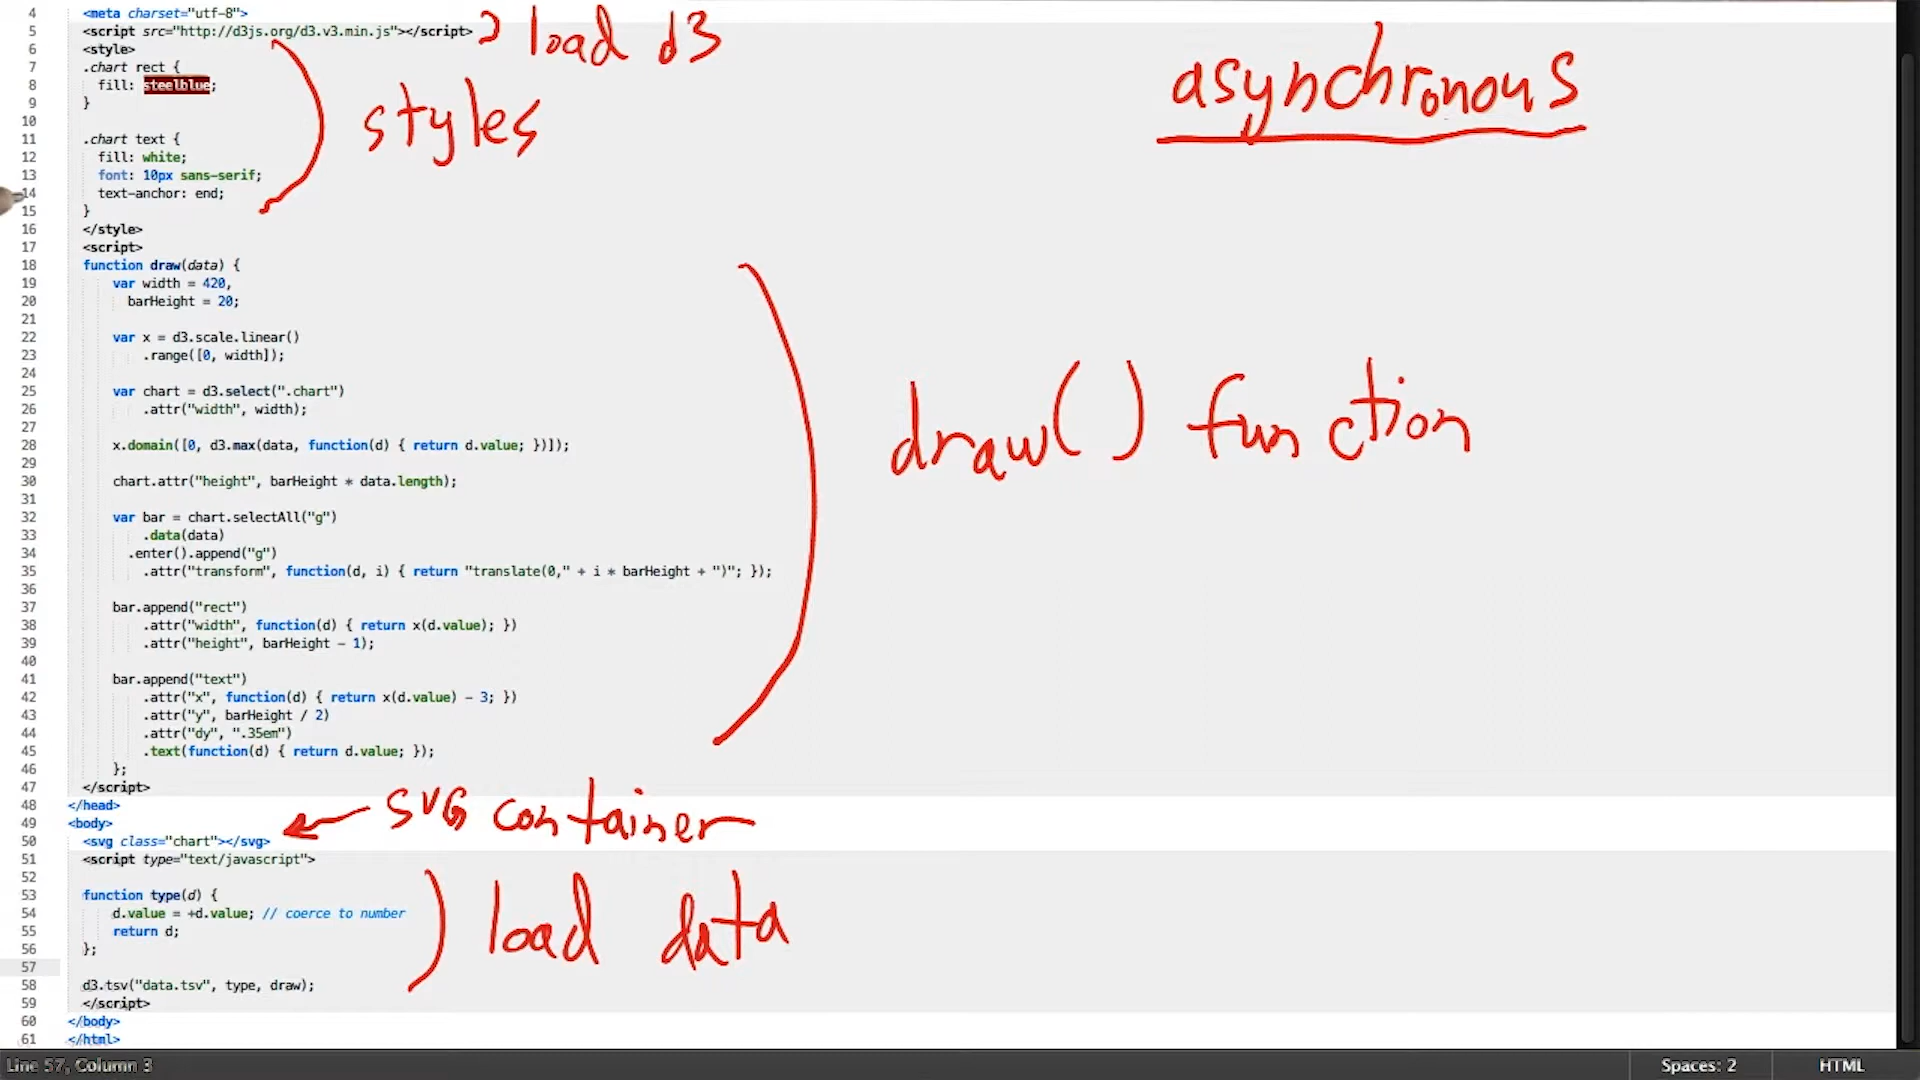 4 <meta charset="utf-8">
5 <script src="http://d3js.org/d3.v3.min.js"></script> load d3
6 <style>
7 .chart rect {
8 fill: steelblue;
9 }
asynchronous
styles
10
11 .chart text {
12 fill: white;
13 font: 10px sans-serif;
14 text-anchor: end;
15 }
16 </style>
17 <script>
18 function draw(data) {
19 var width = 420,
20 barHeight = 20;
21
22 var x = d3.scale.linear()
23 .range([0, width]);
24
25 var chart = d3.select(".chart")
26 .attr("width", width);
27
draw() function
28 x.domain([0, d3.max(data, function(d) { return d.value; })]);
29
30 chart.attr("height", barHeight * data.length);
31
32 var bar = chart.selectAll("g")
33 .data(data)
34 .enter().append("g")
35 .attr("transform", function(d, i) { return "translate(0," + i * barHeight + ")"; });
36
37 bar.append("rect")
38 .attr("width", function(d) { return x(d.value); })
39 .attr("height", barHeight - 1);
40
41 bar.append("text")
42 .attr("x", function(d) { return x(d.value) - 3; })
43 .attr("y", barHeight / 2)
44 .attr("dy", ".35em")
45 .text(function(d) { return d.value; });
46 };
47 </script>
48 </head>
49 <body>
SVG container
50 <svg class="chart"></svg>
51 <script type="text/javascript">
52
53 function type(d) {
54 d.value = +d.value; // coerce to number
55 return d;
load data
56 };
57
58 d3.tsv("data.tsv", type, draw);
59 </script>
60 </body>
61 </html>
Line 57, Column 3 Spaces: 2 HTML